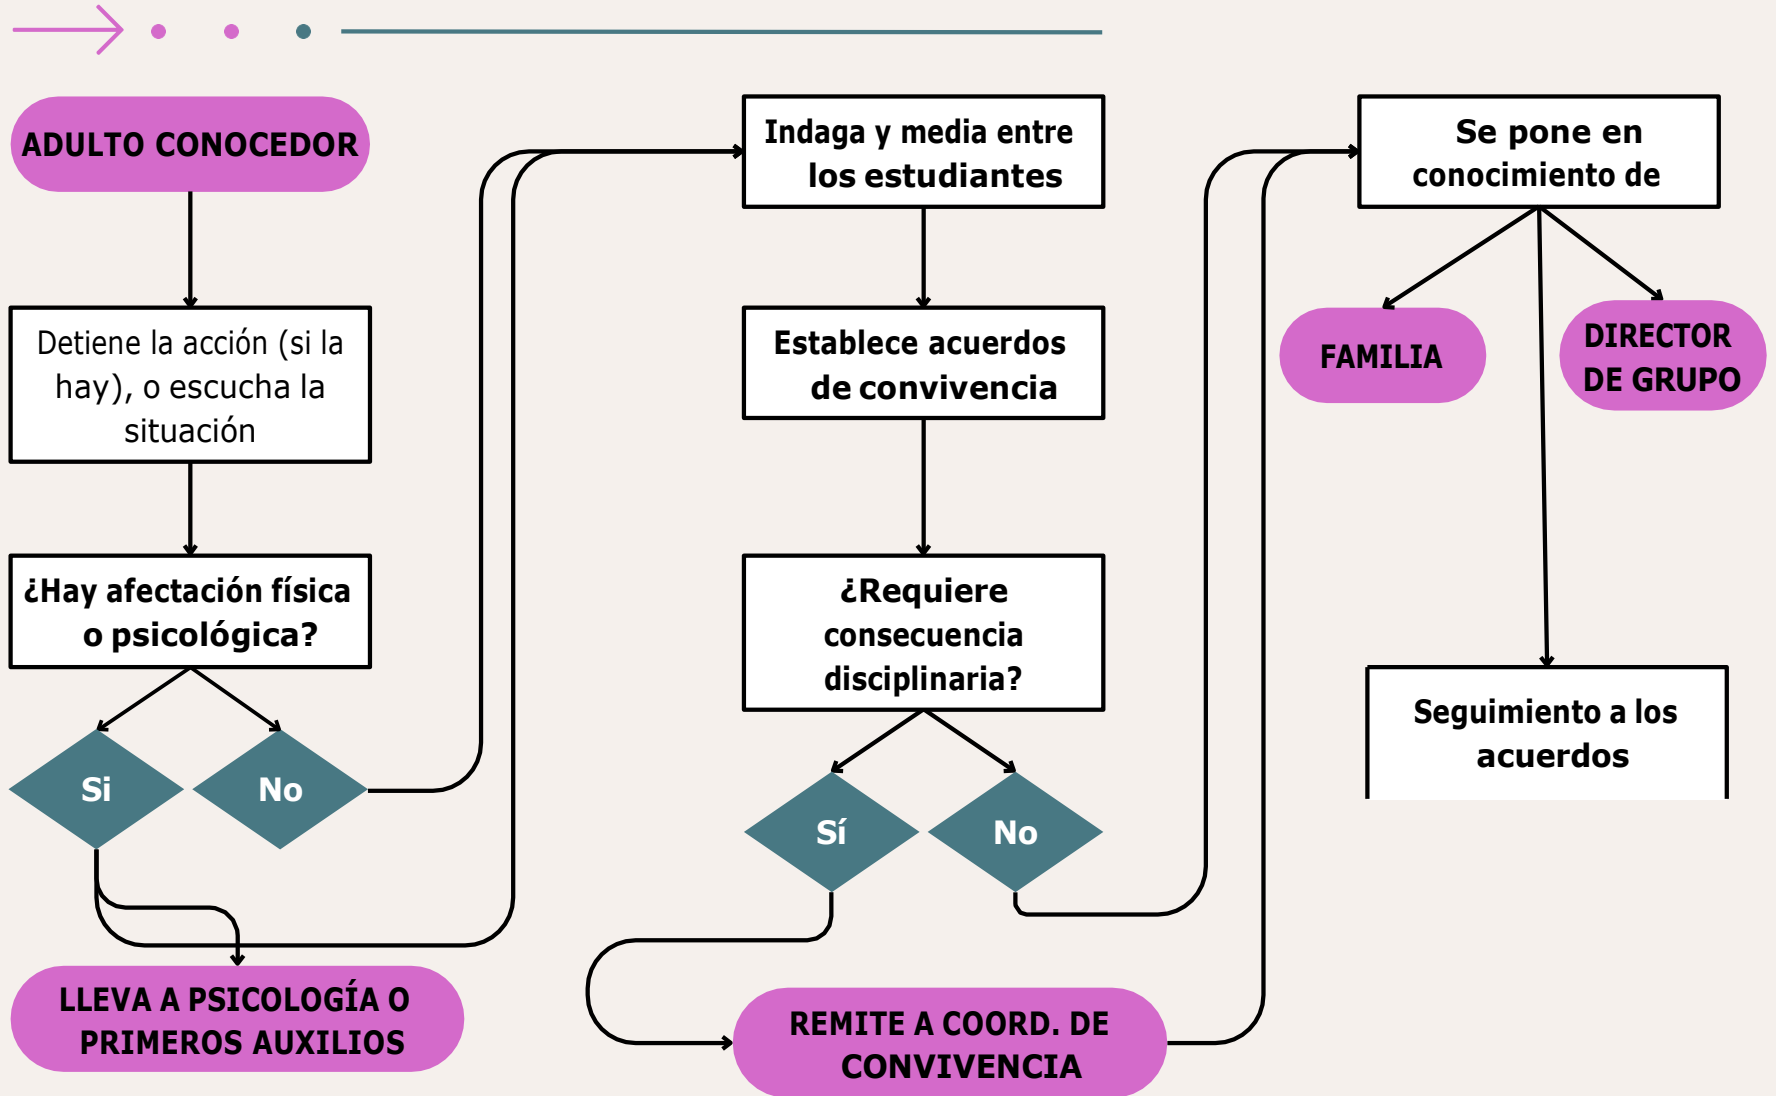 ADULTO CONOCEDOR
Detiene la acción (si la
hay), o escucha la
situación
¿Hay afectación física
o psicológica?
Si
No
LLEVA A PSICOLOGÍA O
PRIMEROS AUXILIOS
Indaga y media entre
los estudiantes
Establece acuerdos
de convivencia
¿Requiere
consecuencia
disciplinaria?
Sí
No
REMITE A COORD. DE
CONVIVENCIA
Se pone en
conocimiento de
FAMILIA
DIRECTOR
DE GRUPO
Seguimiento a los
acuerdos